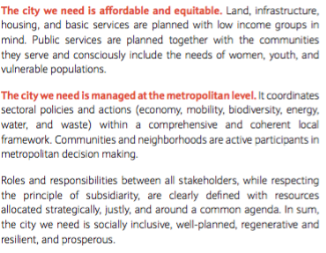 The city we need is affordable and equitable. Land, infrastructure,
housing, and basic services are planned with low income groups in
mind. Public services are planned together with the communities
they serve and consciously include the needs of women, youth, and
vulnerable populations.
The city we need is managed at the metropolitan level. It coordinates
sectoral policies and actions (economy, mobility, biodiversity, energy,
water, and waste) within a comprehensive and coherent local
framework. Communities and neighborhoods are active participants in
metropolitan decision making.
Roles and responsibilities between all stakeholders, while respecting
the principle of subsidiarity, are clearly defined with resources
allocated strategically, justly, and around a common agenda. In sum,
the city we need is socially inclusive, well-planned, regenerative and
resilient, and prosperous.